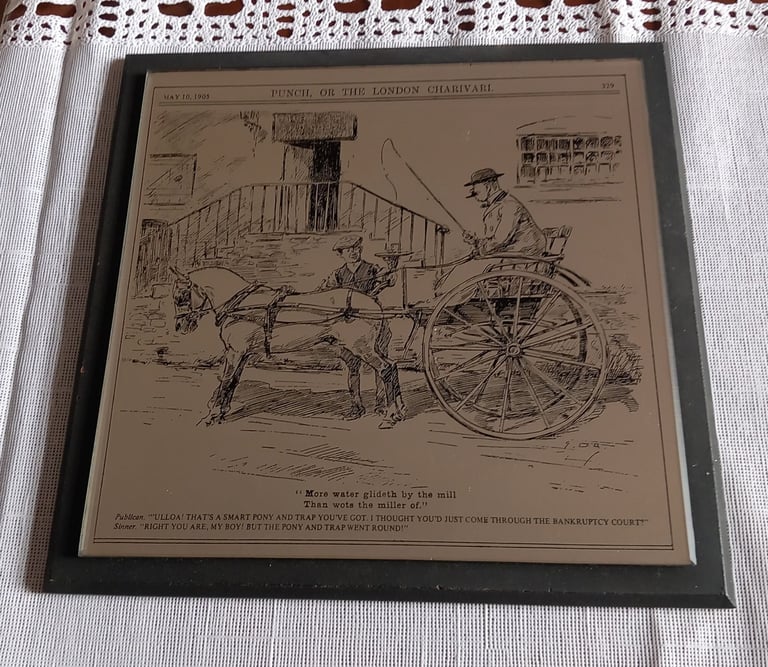 MAY 10, 1905 PUNCH, OR THE LONDON CHARIVARI. 329
"More water glideth by the mill
Than wots the miller of."
Publican. "'ULLOA! THAT'S A SMART PONY AND TRAP YOU'VE GOT. I THOUGHT YOU'D JUST COME THROUGH THE BANKRUPTCY COURT?"
Sinner. "RIGHT YOU ARE, MY BOY! BUT THE PONY AND TRAP WENT ROUND!"